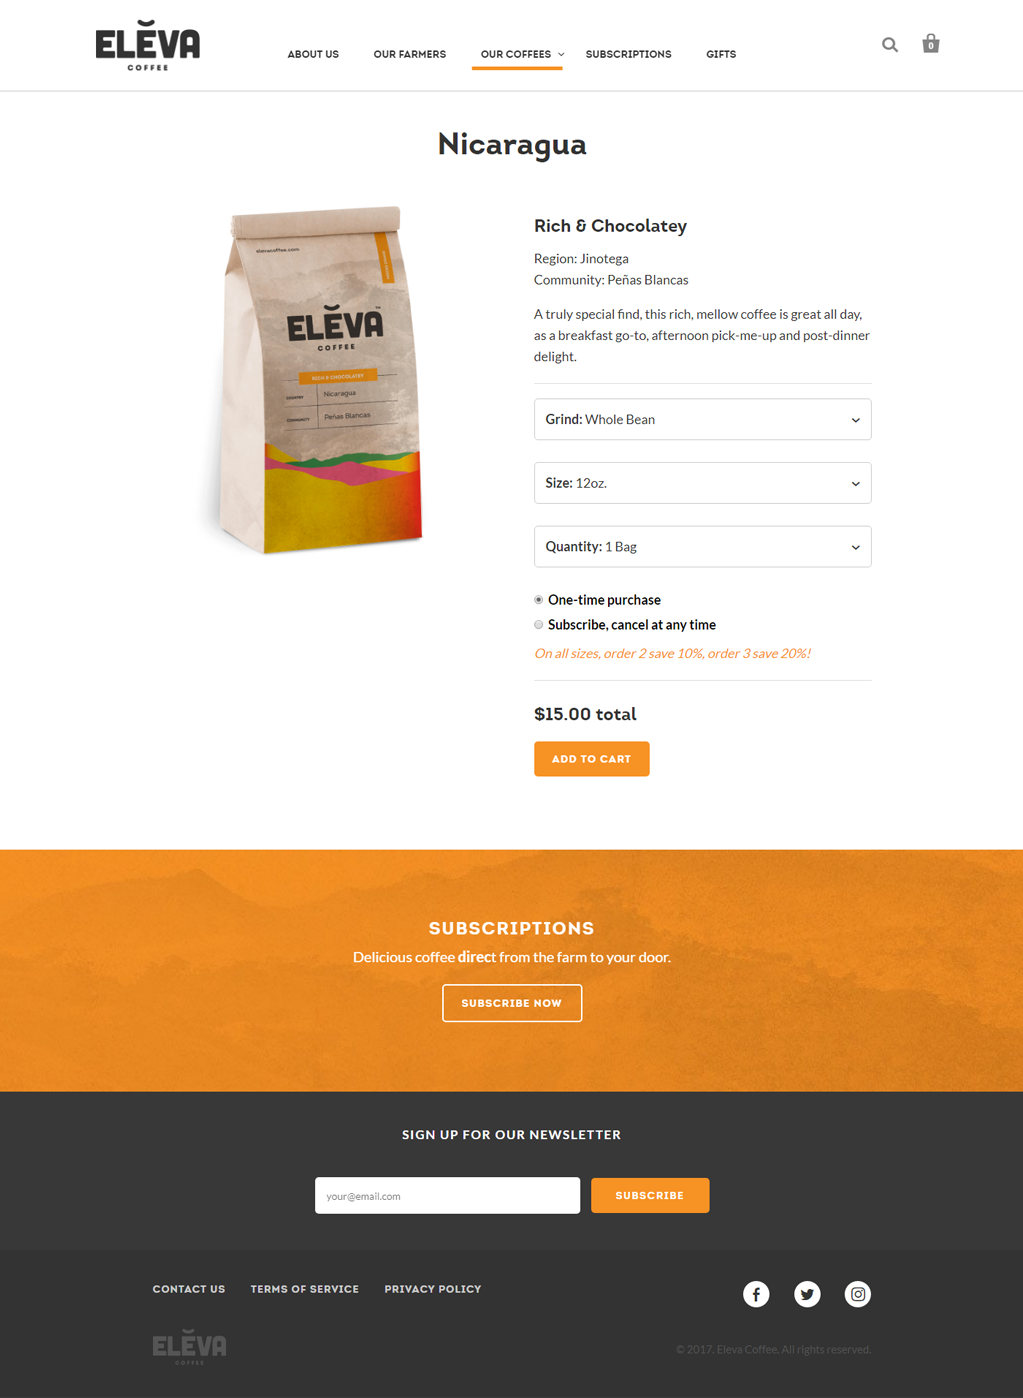 ELĔVA
COFFEE
ABOUT US
OUR FARMERS
OUR COFFEES
SUBSCRIPTIONS
GIFTS
0
Nicaragua
elevacoffee.com
ELĔVA
COFFEE
RICH & CHOCOLATEY
COUNTRY
Nicaragua
COMMUNITY
Peñas Blancas
Rich & Chocolatey
Region: Jinotega
Community: Peñas Blancas
A truly special find, this rich, mellow coffee is great all day,
as a breakfast go-to, afternoon pick-me-up and post-dinner
delight.
Grind: Whole Bean
Size: 12oz.
Quantity: 1 Bag
One-time purchase
Subscribe, cancel at any time
On all sizes, order 2 save 10%, order 3 save 20%!
$15.00 total
ADD TO CART
SUBSCRIPTIONS
Delicious coffee direct from the farm to your door.
SUBSCRIBE NOW
SIGN UP FOR OUR NEWSLETTER
your@email.com
SUBSCRIBE
CONTACT US
TERMS OF SERVICE
PRIVACY POLICY
ELĔVA
COFFEE
© 2017. Eleva Coffee. All rights reserved.